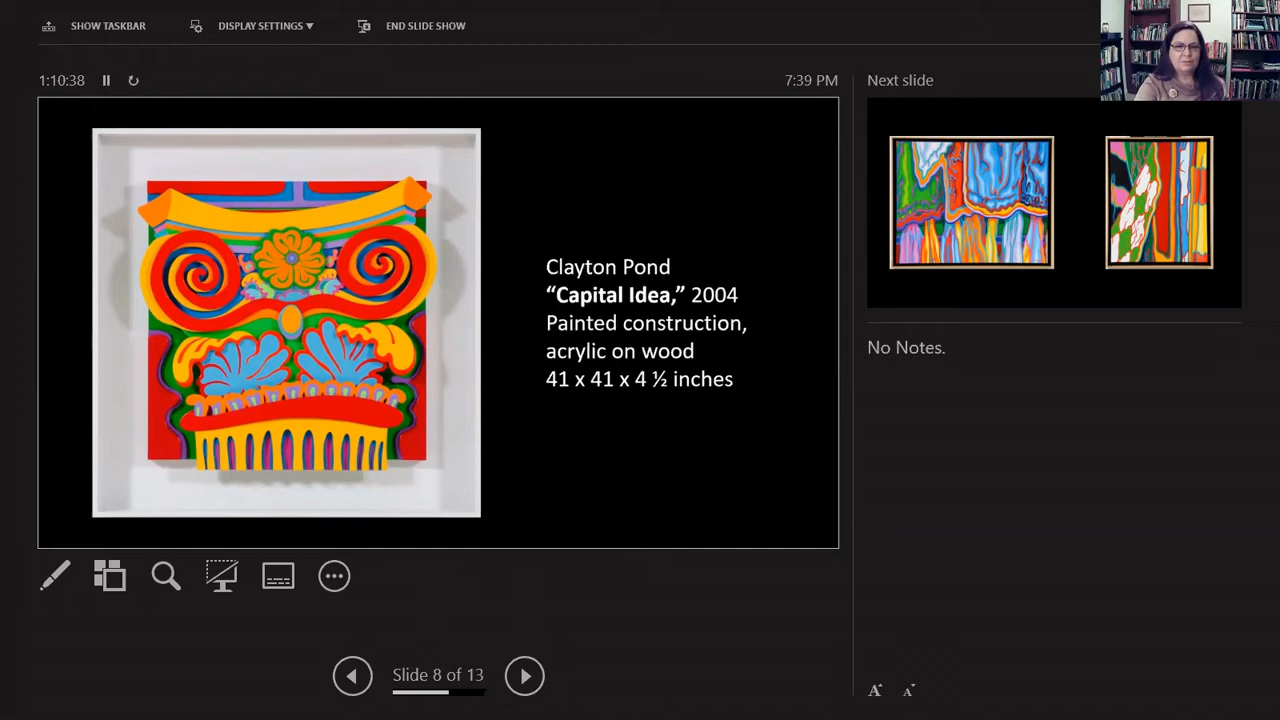 SHOW TASKBAR
DISPLAY SETTINGS ▼
END SLIDE SHOW
1:10:38
7:39 PM
Next slide
Clayton Pond
“Capital Idea,” 2004
Painted construction,
acrylic on wood
41 x 41 x 4 ½ inches
No Notes.
Slide 8 of 13
A
A